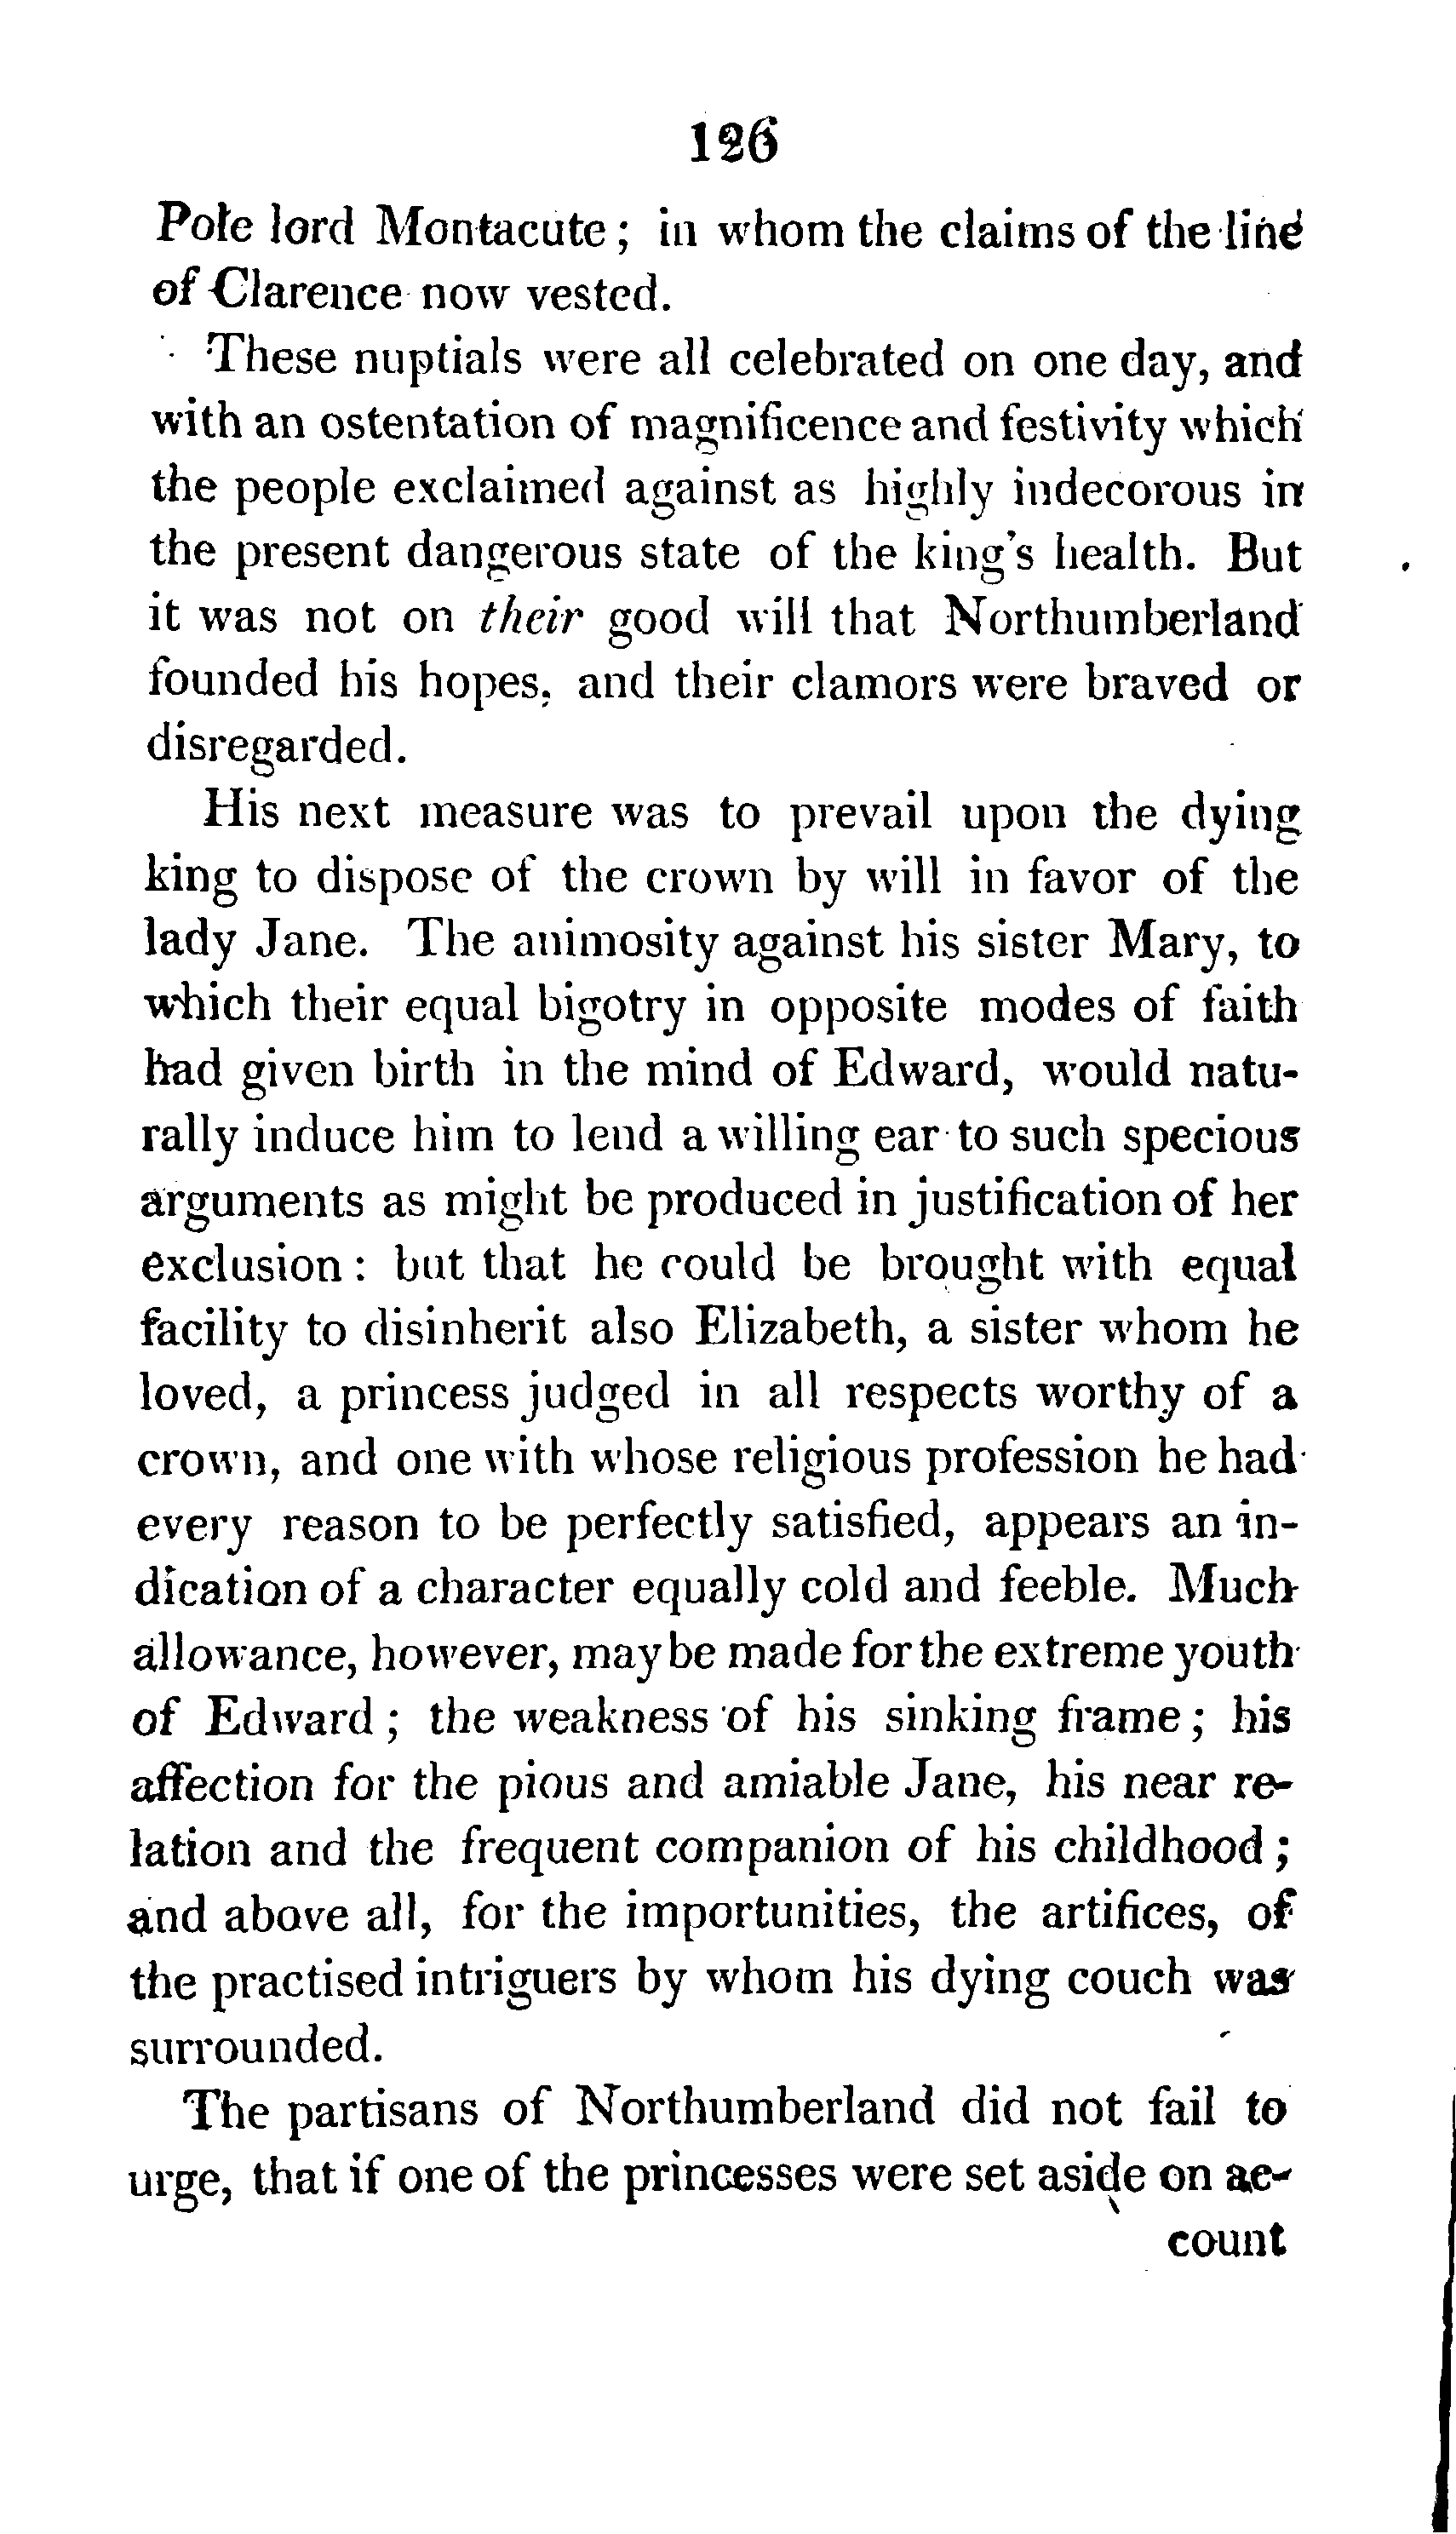 126
Pole lord Montacute; in whom the claims of the line
of Clarence now vested.
These nuptials were all celebrated on one day, and
with an ostentation of magnificence and festivity which
the people exclaimed against as highly indecorous in
the present dangerous state of the king's health. But
it was not on their good will that Northumberland
founded his hopes, and their clamors were braved or
disregarded.
His next measure was to prevail upon the dying
king to dispose of the crown by will in favor of the
lady Jane. The animosity against his sister Mary, to
which their equal bigotry in opposite modes of faith
had given birth in the mind of Edward, would natu-
rally induce him to lend a willing ear to such specious
arguments as might be produced in justification of her
exclusion: but that he could be brought with equal
facility to disinherit also Elizabeth, a sister whom he
loved, a princess judged in all respects worthy of a
crown, and one with whose religious profession he had
every reason to be perfectly satisfied, appears an in-
dication of a character equally cold and feeble. Much
allowance, however, may be made for the extreme youth
of Edward; the weakness of his sinking frame; his
affection for the pious and amiable Jane, his near re-
lation and the frequent companion of his childhood;
and above all, for the importunities, the artifices, of
the practised intriguers by whom his dying couch was
surrounded.
The partisans of Northumberland did not fail to
urge, that if one of the princesses were set aside on ac-
count